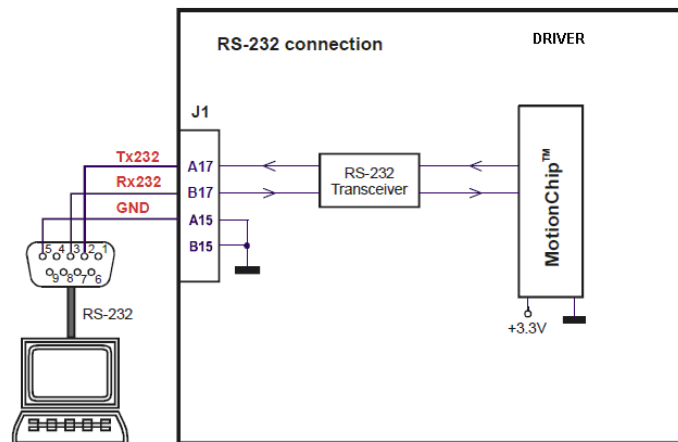 RS-232 connection
DRIVER
J1
Tx232
A17
Rx232
B17
GND
A15
B15
RS-232
Transceiver
MotionChip™
+3.3V
5 4 3 2 1
9 8 7 6
RS-232